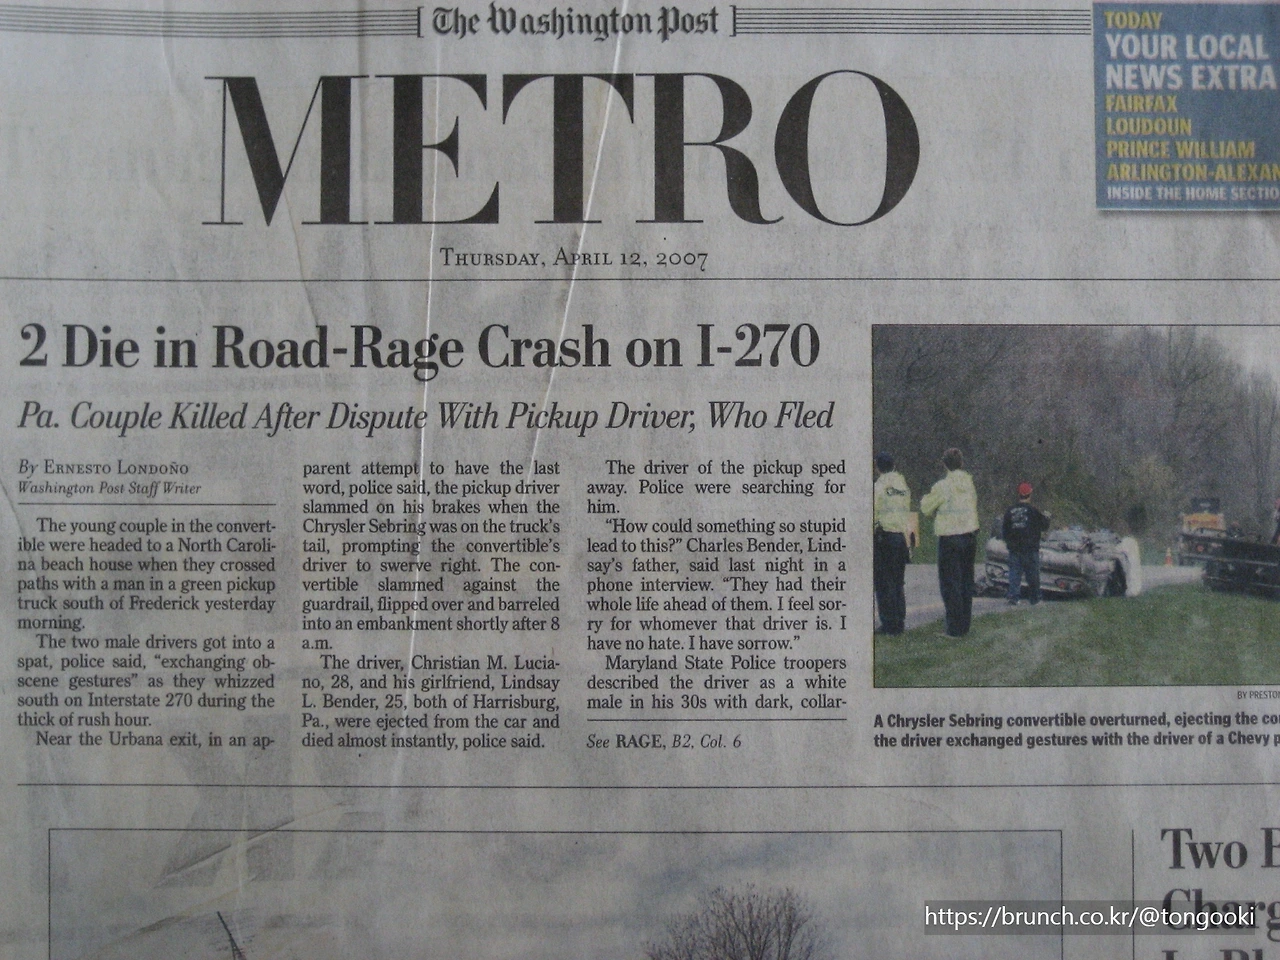 The Washington Post
METRO
THURSDAY, APRIL 12, 2007
TODAY
YOUR LOCAL
NEWS EXTRA
FAIRFAX
LOUDOUN
PRINCE WILLIAM
ARLINGTON-ALEXAN
INSIDE THE HOME SECTIO
2 Die in Road-Rage Crash on I-270
Pa. Couple Killed After Dispute With Pickup Driver, Who Fled
By ERNESTO LONDOÑO
Washington Post Staff Writer
The young couple in the convert-
ible were headed to a North Caroli-
na beach house when they crossed
paths with a man in a green pickup
truck south of Frederick yesterday
morning.
The two male drivers got into a
spat, police said, “exchanging ob-
scene gestures” as they whizzed
south on Interstate 270 during the
thick of rush hour.
Near the Urbana exit, in an ap-
parent attempt to have the last
word, police said, the pickup driver
slammed on his brakes when the
Chrysler Sebring was on the truck’s
tail, prompting the convertible’s
driver to swerve right. The con-
vertible slammed against the
guardrail, flipped over and barreled
into an embankment shortly after 8
a.m.
The driver, Christian M. Lucia-
no, 28, and his girlfriend, Lindsay
L. Bender, 25, both of Harrisburg,
Pa., were ejected from the car and
died almost instantly, police said.
The driver of the pickup sped
away. Police were searching for
him.
“How could something so stupid
lead to this?” Charles Bender, Lind-
say’s father, said last night in a
phone interview. “They had their
whole life ahead of them. I feel sor-
ry for whomever that driver is. I
have no hate. I have sorrow.”
Maryland State Police troopers
described the driver as a white
male in his 30s with dark, collar-
See RAGE, B2, Col. 6
BY PRESTON
A Chrysler Sebring convertible overturned, ejecting the co
the driver exchanged gestures with the driver of a Chevy p
Two
Charg
https://brunch.co.kr/@tongooki